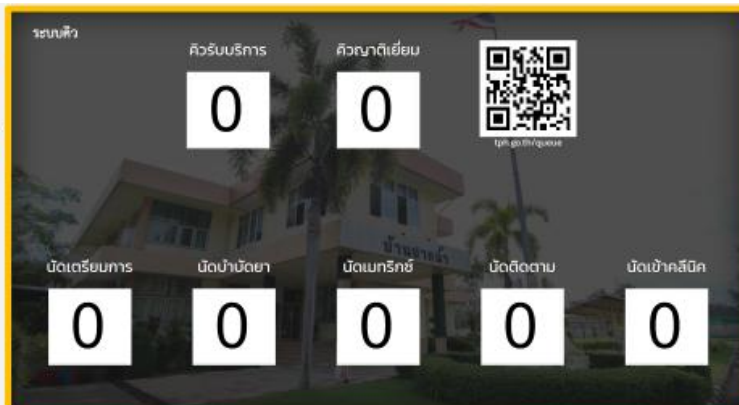 ระบบคิว
คิวรับบริการ คิวญาติเยี่ยม
0 0
tph.go.th/queue
นัดเตรียมการ นัดบำบัดยา นัดเมทริกซ์ นัดติดตาม นัดเข้าคลีนิค
0 0 0 0 0